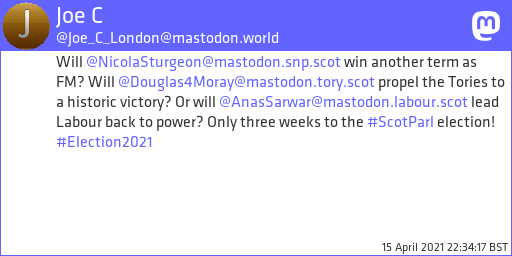 J
Joe C
@Joe_C_London@mastodon.world
m
Will @NicolaSturgeon@mastodon.snp.scot win another term as
FM? Will @Douglas4Moray@mastodon.tory.scot propel the Tories to
a historic victory? Or will @AnasSarwar@mastodon.labour.scot lead
Labour back to power? Only three weeks to the #ScotParl election!
#Election2021
15 April 2021 22:34:17 BST